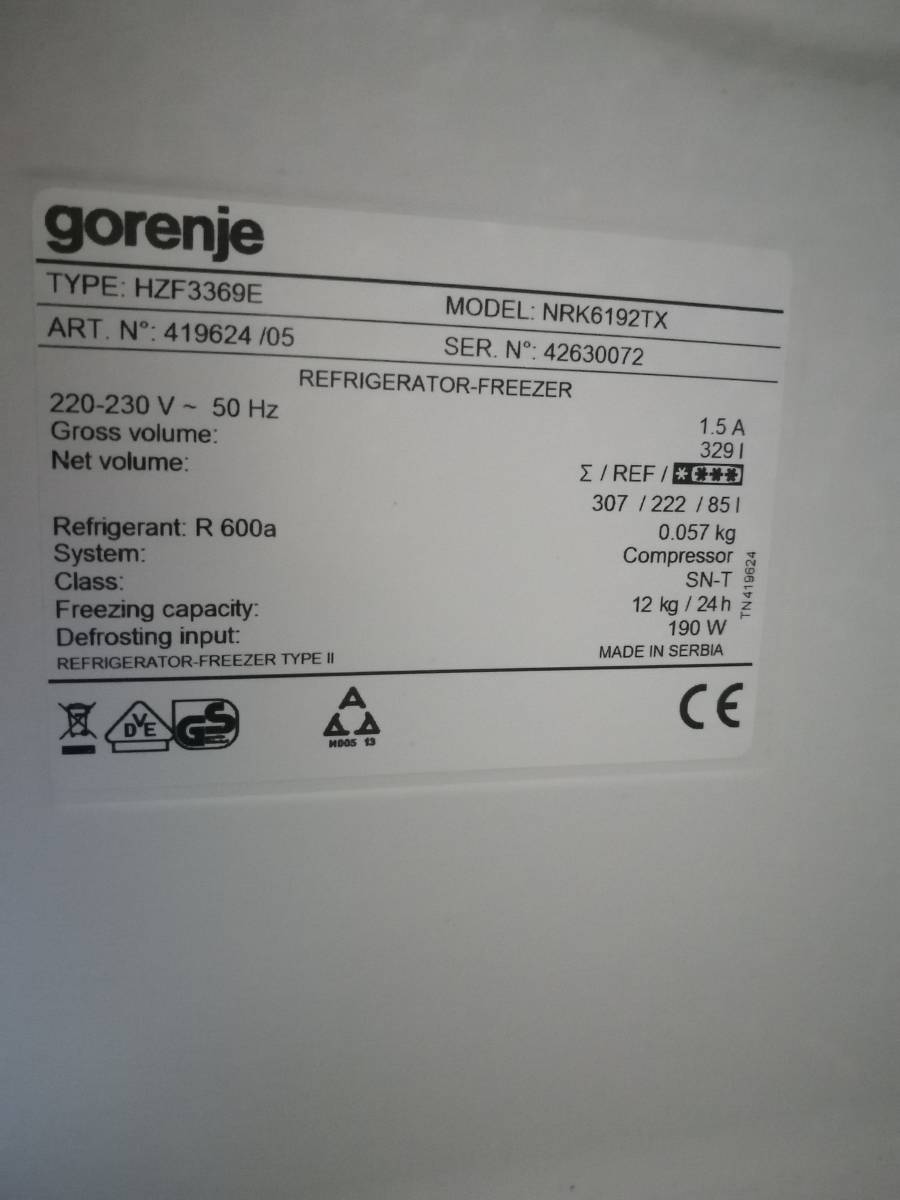 gorenje
TYPE: HZF3369E MODEL: NRK6192TX
ART. N°: 419624 /05 SER. N°: 42630072
REFRIGERATOR-FREEZER
220-230 V ~ 50 Hz 1.5 A
Gross volume: 329 l
Net volume: Σ / REF / * ***
307 / 222 / 85 l
Refrigerant: R 600a 0.057 kg
System: Compressor
Class: SN-T
Freezing capacity: 12 kg / 24h
Defrosting input: 190 W
REFRIGERATOR-FREEZER TYPE II MADE IN SERBIA
TN419624
DVE GS
A A A
И005 13
CE